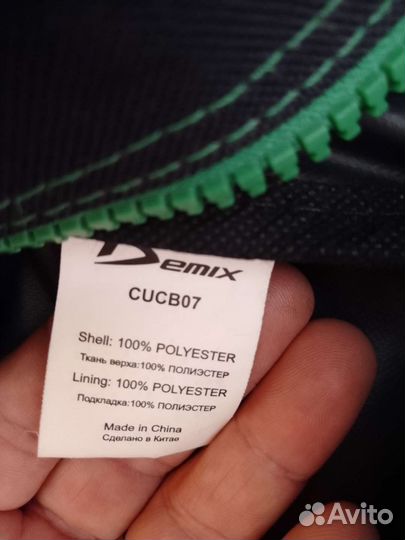 Demix
CUCB07
Shell: 100% POLYESTER
Ткань верха:100% ПОЛИЭСТЕР
Lining: 100% POLYESTER
Подкладка:100% ПОЛИЭСТЕР
Made in China
Сделано в Китае
Avito